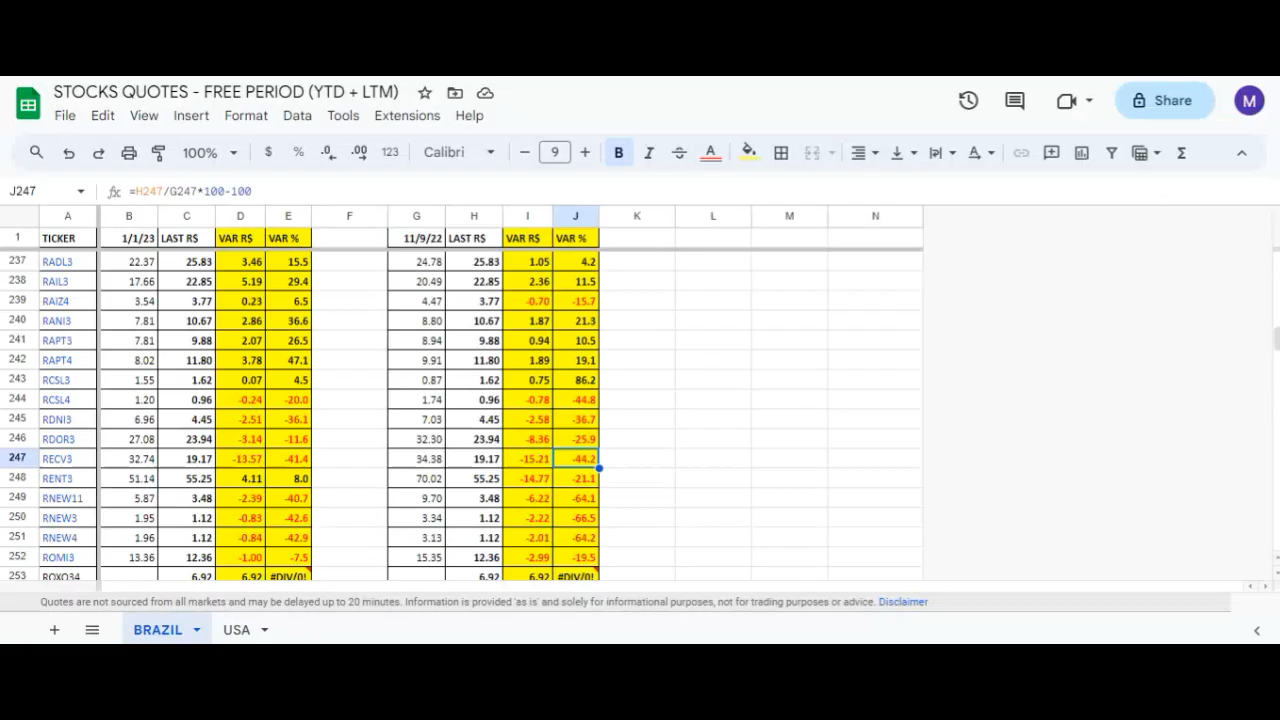 STOCKS QUOTES - FREE PERIOD (YTD + LTM)
File Edit View Insert Format Data Tools Extensions Help
Share
M
100% $ % .0 .00 123 Calibri 9 B I A
J247 fx =H247/G247*100-100
A B C D E F G H I J K L M N
1 TICKER 1/1/23 LAST R$ VAR R$ VAR % 11/9/22 LAST R$ VAR R$ VAR %
237 RADL3 22.37 25.83 3.46 15.5 24.78 25.83 1.05 4.2
238 RAIL3 17.66 22.85 5.19 29.4 20.49 22.85 2.36 11.5
239 RAIZ4 3.54 3.77 0.23 6.5 4.47 3.77 -0.70 -15.7
240 RANI3 7.81 10.67 2.86 36.6 8.80 10.67 1.87 21.3
241 RAPT3 7.81 9.88 2.07 26.5 8.94 9.88 0.94 10.5
242 RAPT4 8.02 11.80 3.78 47.1 9.91 11.80 1.89 19.1
243 RCSL3 1.55 1.62 0.07 4.5 0.87 1.62 0.75 86.2
244 RCSL4 1.20 0.96 -0.24 -20.0 1.74 0.96 -0.78 -44.8
245 RDNI3 6.96 4.45 -2.51 -36.1 7.03 4.45 -2.58 -36.7
246 RDOR3 27.08 23.94 -3.14 -11.6 32.30 23.94 -8.36 -25.9
247 RECV3 32.74 19.17 -13.57 -41.4 34.38 19.17 -15.21 -44.2
248 RENT3 51.14 55.25 4.11 8.0 70.02 55.25 -14.77 -21.1
249 RNEW11 5.87 3.48 -2.39 -40.7 9.70 3.48 -6.22 -64.1
250 RNEW3 1.95 1.12 -0.83 -42.6 3.34 1.12 -2.22 -66.5
251 RNEW4 1.96 1.12 -0.84 -42.9 3.13 1.12 -2.01 -64.2
252 ROMI3 13.36 12.36 -1.00 -7.5 15.35 12.36 -2.99 -19.5
253 ROXO34 6.92 6.92 #DIV/0! 6.92 6.92 #DIV/0!
Quotes are not sourced from all markets and may be delayed up to 20 minutes. Information is provided 'as is' and solely for informational purposes, not for trading purposes or advice. Disclaimer
BRAZIL USA